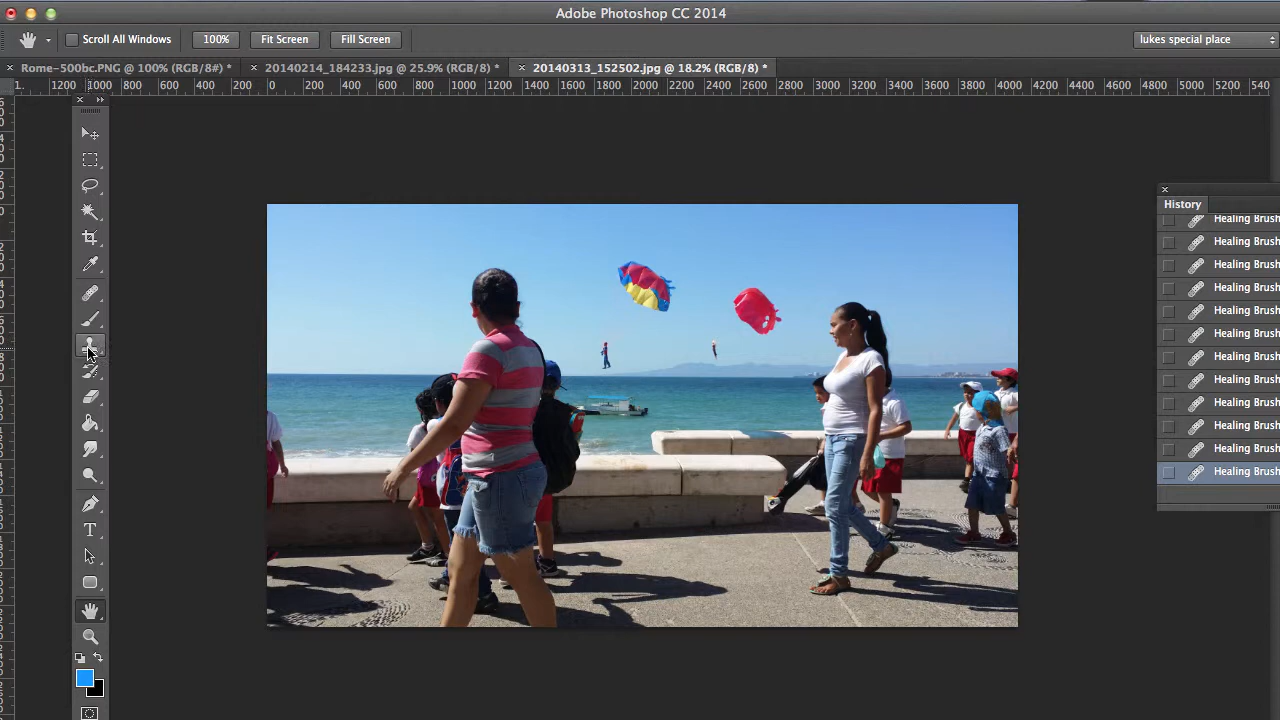 Adobe Photoshop CC 2014
Scroll All Windows 100% Fit Screen Fill Screen lukes special place
Rome-500bc.PNG @ 100% (RGB/8#) * 20140214_184233.jpg @ 25.9% (RGB/8) * 20140313_152502.jpg @ 18.2% (RGB/8) *
1200 1000 800 600 400 200 0 200 400 600 800 1000 1200 1400 1600 1800 2000 2200 2400 2600 2800 3000 3200 3400 3600 3800 4000 4200 4400 4600 4800 5000 5200 540
History
Healing Brush
Healing Brush
Healing Brush
Healing Brush
Healing Brush
Healing Brush
Healing Brush
Healing Brush
Healing Brush
Healing Brush
Healing Brush
Healing Brush
T